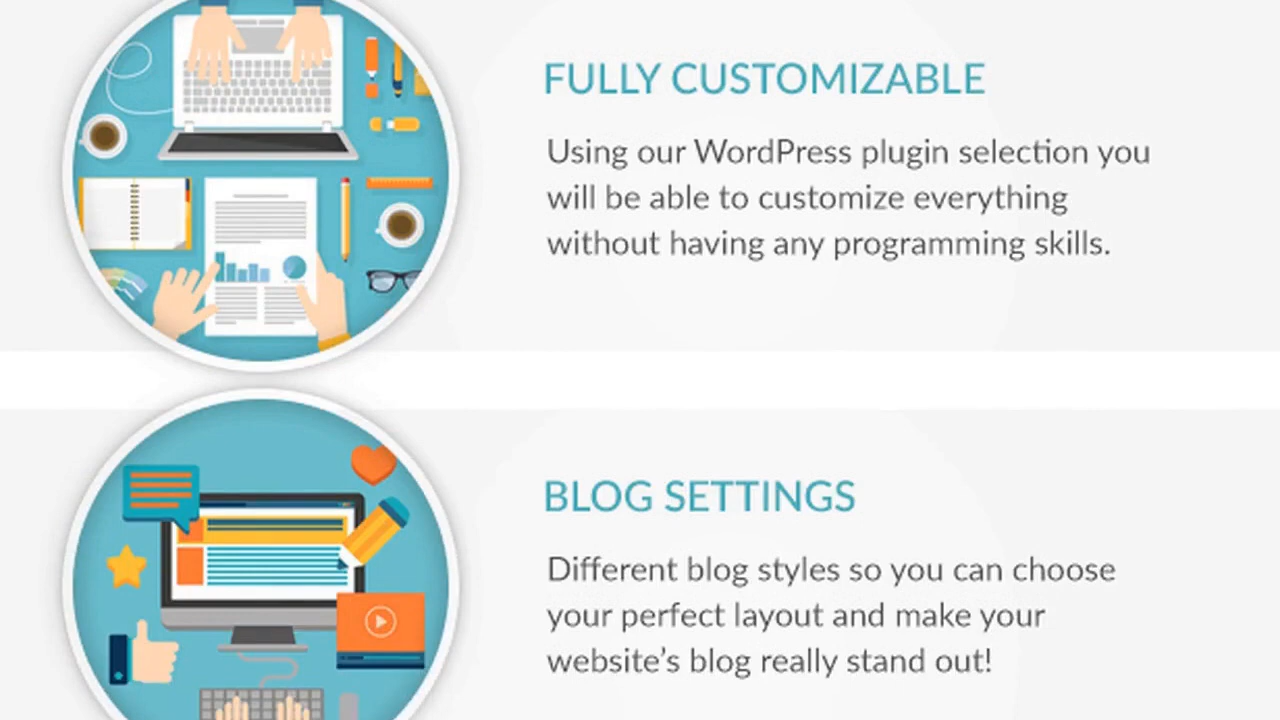 FULLY CUSTOMIZABLE
Using our WordPress plugin selection you
will be able to customize everything
without having any programming skills.
BLOG SETTINGS
Different blog styles so you can choose
your perfect layout and make your
website’s blog really stand out!